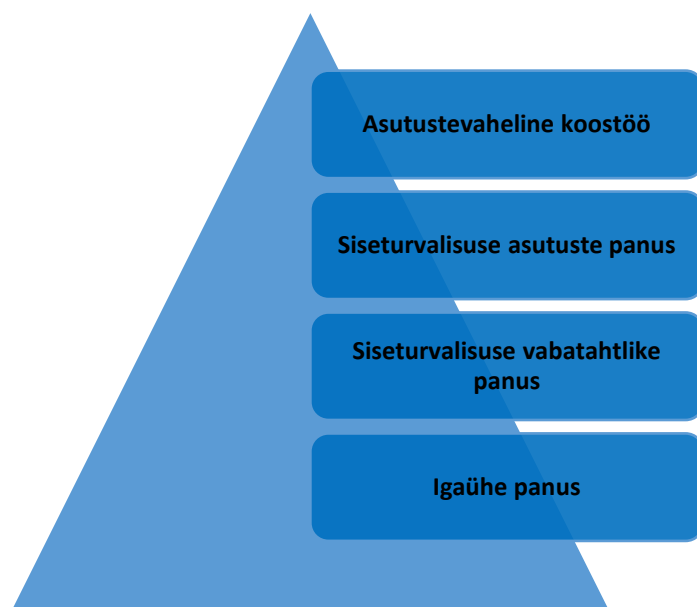 Asutustevaheline koostöö
Siseturvalisuse asutuste panus
Siseturvalisuse vabatahtlike
panus
Igaühe panus